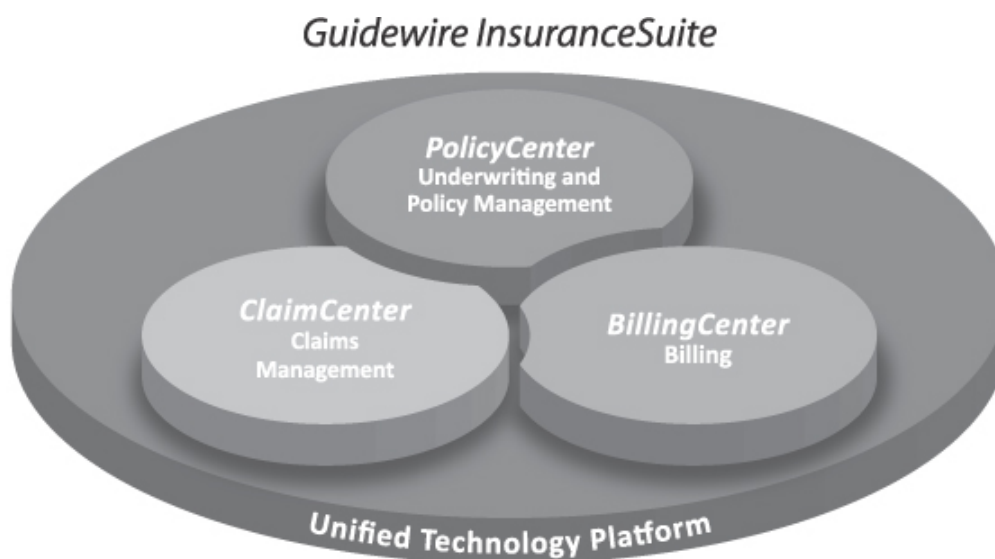 Guidewire InsuranceSuite
PolicyCenter
Underwriting and
Policy Management
ClaimCenter
Claims
Management
BillingCenter
Billing
Unified Technology Platform